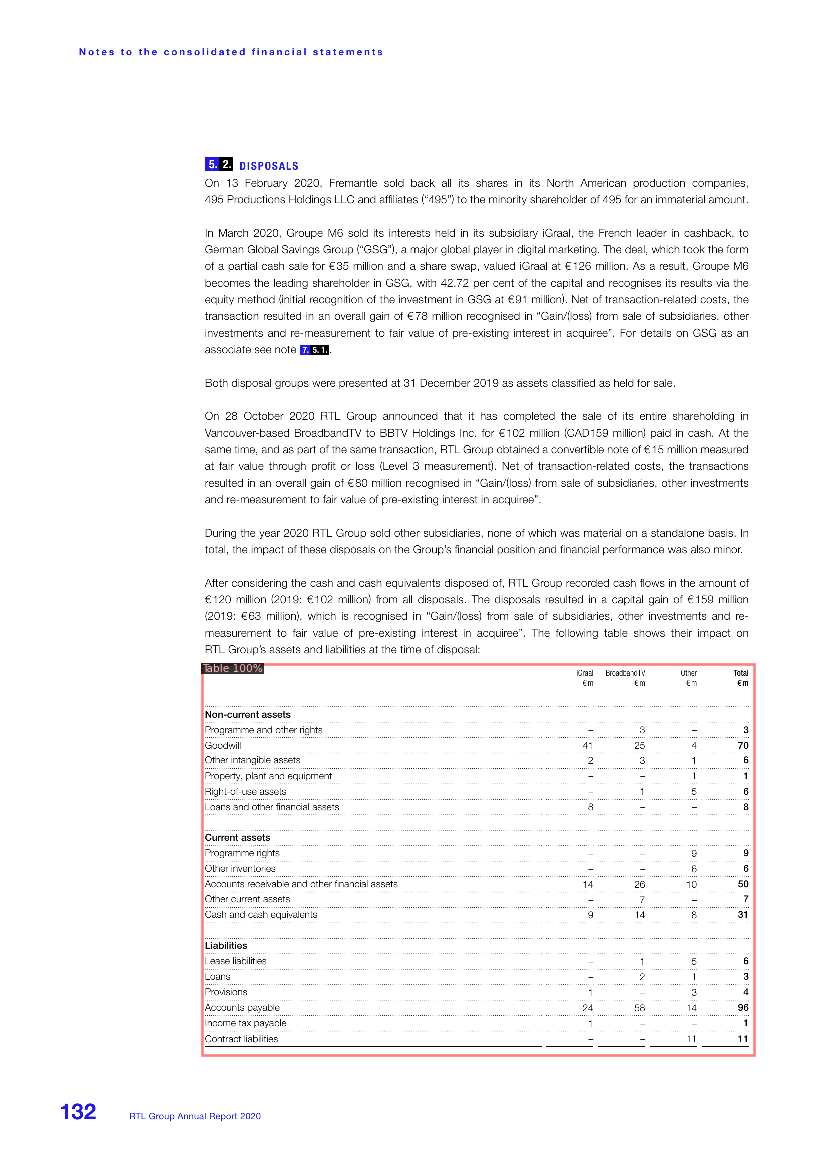 Notes to the consolidated financial statements
5. 2. DISPOSALS
On 13 February 2020, Fremantle sold back all its shares in its North American production companies,
495 Productions Holdings LLC and affiliates (“495”) to the minority shareholder of 495 for an immaterial amount.
In March 2020, Groupe M6 sold its interests held in its subsidiary iGraal, the French leader in cashback, to
German Global Savings Group (“GSG”), a major global player in digital marketing. The deal, which took the form
of a partial cash sale for €35 million and a share swap, valued iGraal at €126 million. As a result, Groupe M6
becomes the leading shareholder in GSG, with 42.72 per cent of the capital and recognises its results via the
equity method (initial recognition of the investment in GSG at €91 million). Net of transaction-related costs, the
transaction resulted in an overall gain of €78 million recognised in “Gain/(loss) from sale of subsidiaries, other
investments and re-measurement to fair value of pre-existing interest in acquiree”. For details on GSG as an
associate see note 7. 5. 1. .
Both disposal groups were presented at 31 December 2019 as assets classified as held for sale.
On 28 October 2020 RTL Group announced that it has completed the sale of its entire shareholding in
Vancouver-based BroadbandTV to BBTV Holdings Inc. for €102 million (CAD159 million) paid in cash. At the
same time, and as part of the same transaction, RTL Group obtained a convertible note of €15 million measured
at fair value through profit or loss (Level 3 measurement). Net of transaction-related costs, the transactions
resulted in an overall gain of €80 million recognised in “Gain/(loss) from sale of subsidiaries, other investments
and re-measurement to fair value of pre-existing interest in acquiree”.
During the year 2020 RTL Group sold other subsidiaries, none of which was material on a standalone basis. In
total, the impact of these disposals on the Group’s financial position and financial performance was also minor.
After considering the cash and cash equivalents disposed of, RTL Group recorded cash flows in the amount of
€120 million (2019: €102 million) from all disposals. The disposals resulted in a capital gain of €159 million
(2019: €63 million), which is recognised in “Gain/(loss) from sale of subsidiaries, other investments and re-
measurement to fair value of pre-existing interest in acquiree”. The following table shows their impact on
RTL Group’s assets and liabilities at the time of disposal:
Table 100%
iGraal BroadbandTV Other Total
€m €m €m €m
Non-current assets
Programme and other rights – 3 – 3
Goodwill 41 25 4 70
Other intangible assets 2 3 1 6
Property, plant and equipment – – 1 1
Right-of-use assets – 1 5 6
Loans and other financial assets 8 – – 8
Current assets
Programme rights – – 9 9
Other inventories – – 6 6
Accounts receivable and other financial assets 14 26 10 50
Other current assets – 7 – 7
Cash and cash equivalents 9 14 8 31
Liabilities
Lease liabilities – 1 5 6
Loans – 2 1 3
Provisions 1 – 3 4
Accounts payable 24 58 14 96
Income tax payable 1 – – 1
Contract liabilities – – 11 11
132 RTL Group Annual Report 2020